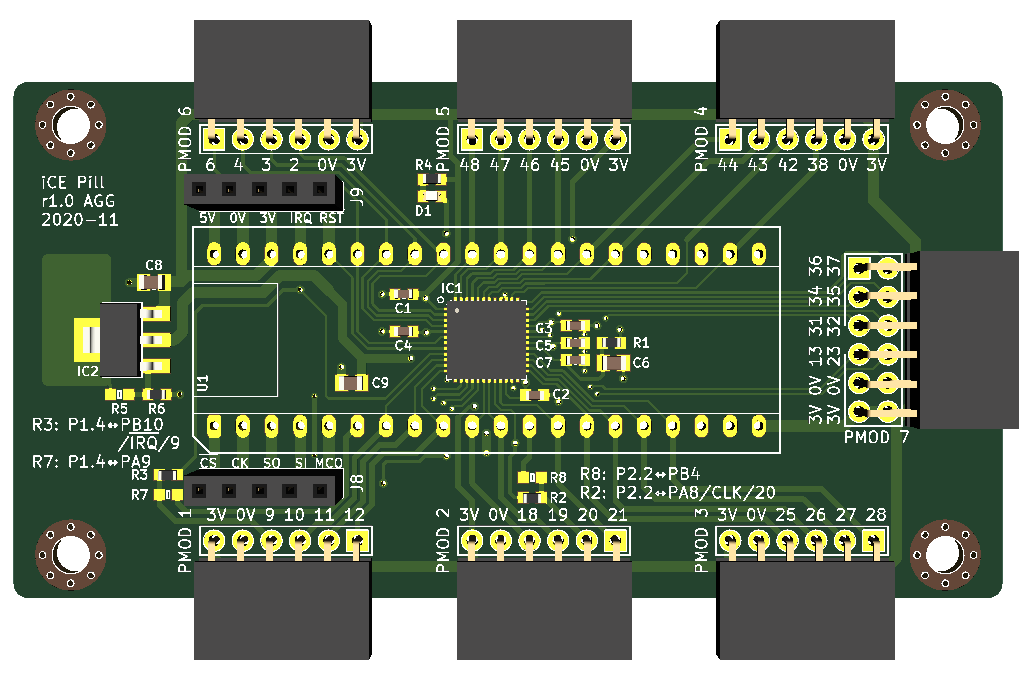 PMOD 6
PMOD 5
PMOD 4
6 4 3 2 0V 3V
48 47 46 45 0V 3V
44 43 42 38 0V 3V
iCE Pill
r1.0 AGG
2020-11
J9
5V 0V 3V IRQ RST
R4
D1
C8
IC2
R5 R6
U1
IC1
C1
C4
C9
C3
C5
C7
R1
C6
C2
36 37
34 35
31 32
13 23
0V 0V
3V 3V
PMOD 7
R3: P1.4↔PB10
/IRQ/9
R7: P1.4↔PA9
R3
R7
CS CK SO SI MCO
J8
R8
R2
R8: P2.2↔PB4
R2: P2.2↔PA8/CLK/20
PMOD 1
3V 0V 9 10 11 12
PMOD 2
3V 0V 18 19 20 21
PMOD 3
3V 0V 25 26 27 28